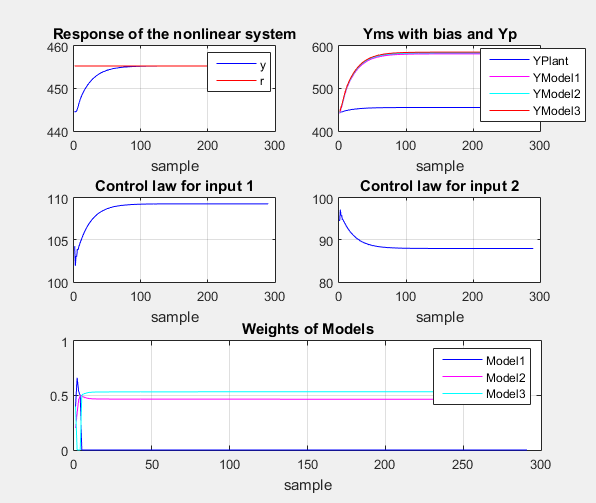 Response of the nonlinear system
460
450
440
0
100
200
300
sample
y
r
Yms with bias and Yp
600
500
400
0
100
200
300
sample
YPlant
YModel1
YModel2
YModel3
Control law for input 1
110
105
100
0
100
200
300
sample
Control law for input 2
100
90
80
0
100
200
300
sample
Weights of Models
1
0.5
0
0
50
100
150
200
250
300
sample
Model1
Model2
Model3